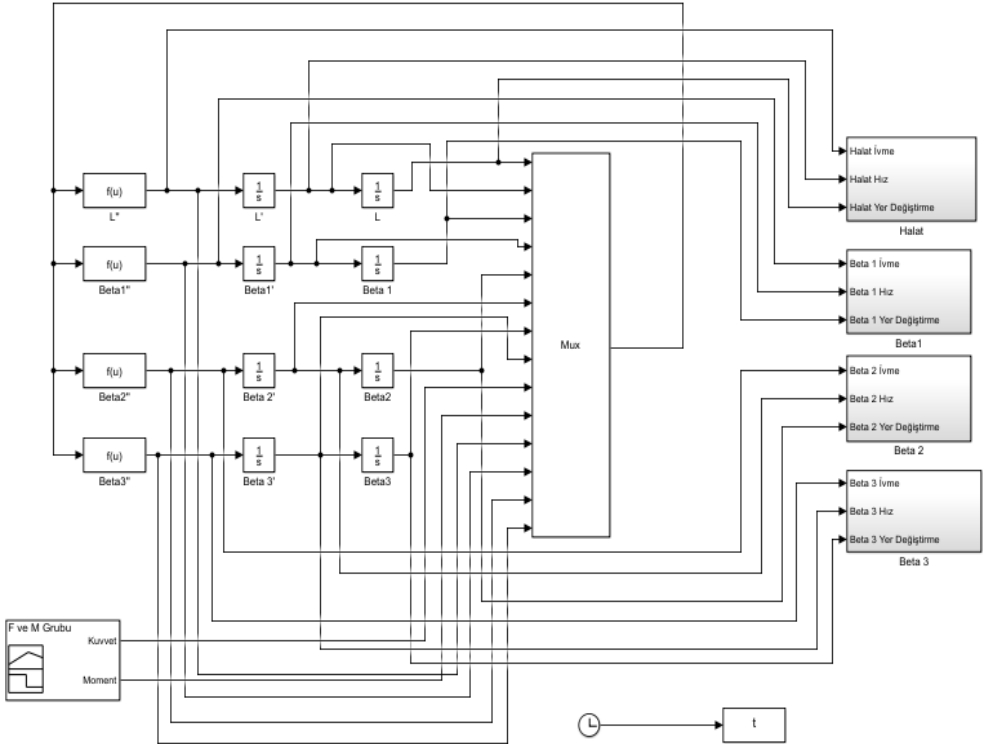 Halat İvme
Halat Hız
Halat Yer Değiştirme
Halat
f(u)
L"
1
s
L'
1
s
L
f(u)
Beta1"
1
s
Beta1'
1
s
Beta 1
Beta 1 İvme
Beta 1 Hız
Beta 1 Yer Değiştirme
Beta1
Mux
f(u)
Beta2"
1
s
Beta 2'
1
s
Beta2
Beta 2 İvme
Beta 2 Hız
Beta 2 Yer Değiştirme
Beta 2
f(u)
Beta3"
1
s
Beta 3'
1
s
Beta3
Beta 3 İvme
Beta 3 Hız
Beta 3 Yer Değiştirme
Beta 3
F ve M Grubu
Kuvvet
Moment
t